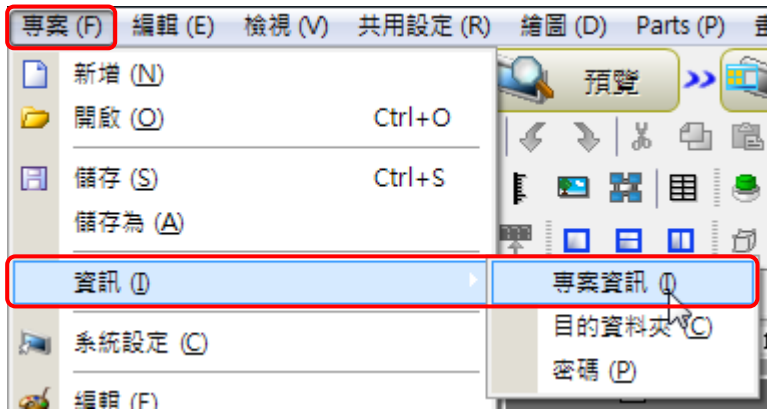 專案 (F) 編輯 (E) 檢視 (V) 共用設定 (R) 繪圖 (D) Parts (P)
新增 (N)
預覽
開啟 (O) Ctrl+O
儲存 (S) Ctrl+S
儲存為 (A)
資訊 (I)
專案資訊 (I)
目的資料夾 (C)
系統設定 (C)
密碼 (P)
編輯 (E)